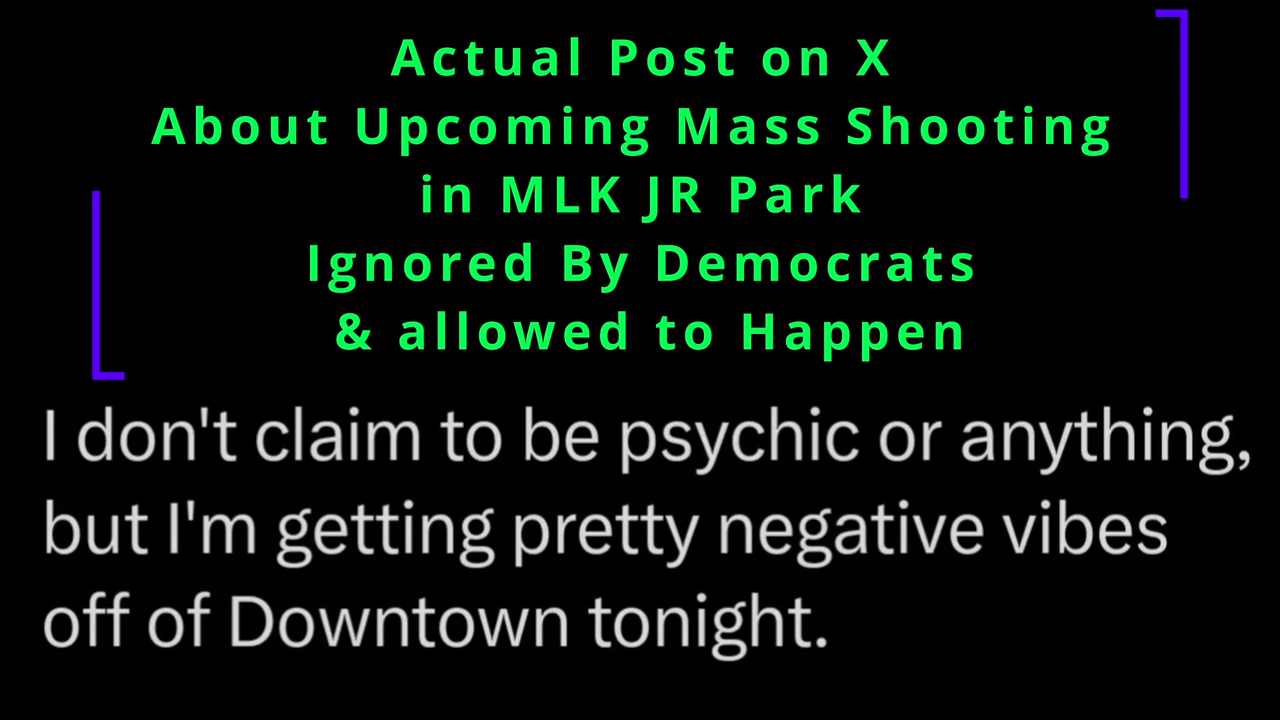 Actual Post on X
About Upcoming Mass Shooting
in MLK JR Park
Ignored By Democrats
& allowed to Happen
I don't claim to be psychic or anything,
but I'm getting pretty negative vibes
off of Downtown tonight.